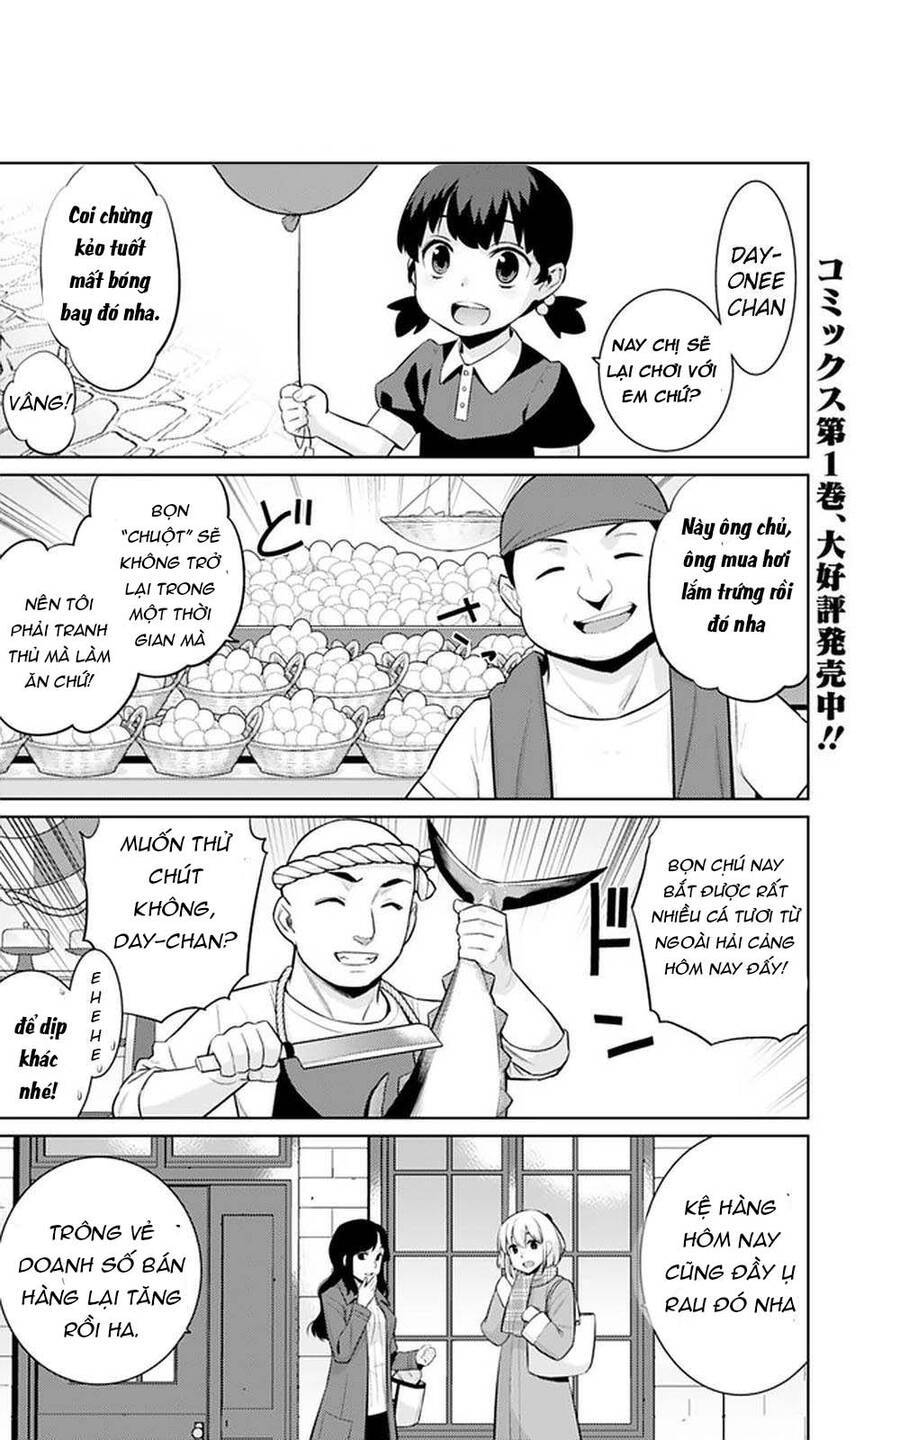 コミックス第1巻、大好評発売中!!
DAY-
ONEE
CHAN
NAY CHỊ SẼ
LẠI CHƠI VỚI
EM CHỨ?
Coi chừng
kẻo tuốt
mất bóng
bay đó nha.
VÂNG!
Này ông chủ,
ông mua hơi
lắm trứng rồi
đó nha
ど
BỌN
“CHUỘT” SẼ
KHÔNG TRỞ
LẠI TRONG
MỘT THỜI
GIAN MÀ
NÊN TÔI
PHẢI TRANH
THỦ MÀ LÀM
ĂN CHỨ!
BỌN CHÚ NAY
BẮT ĐƯỢC RẤT
NHIỀU CÁ TƯƠI TỪ
NGOÀI HẢI CẢNG
HÔM NAY ĐẤY!
ド
MUỐN THỬ
CHÚT
KHÔNG,
DAY-CHAN?
EHEHE
để dịp
khác
nhé!
KỆ HÀNG
HÔM NAY
CŨNG ĐẦY Ụ
RAU ĐÓ NHA
TRÔNG VẺ
DOANH SỐ BÁN
HÀNG LẠI TĂNG
RỒI HA.